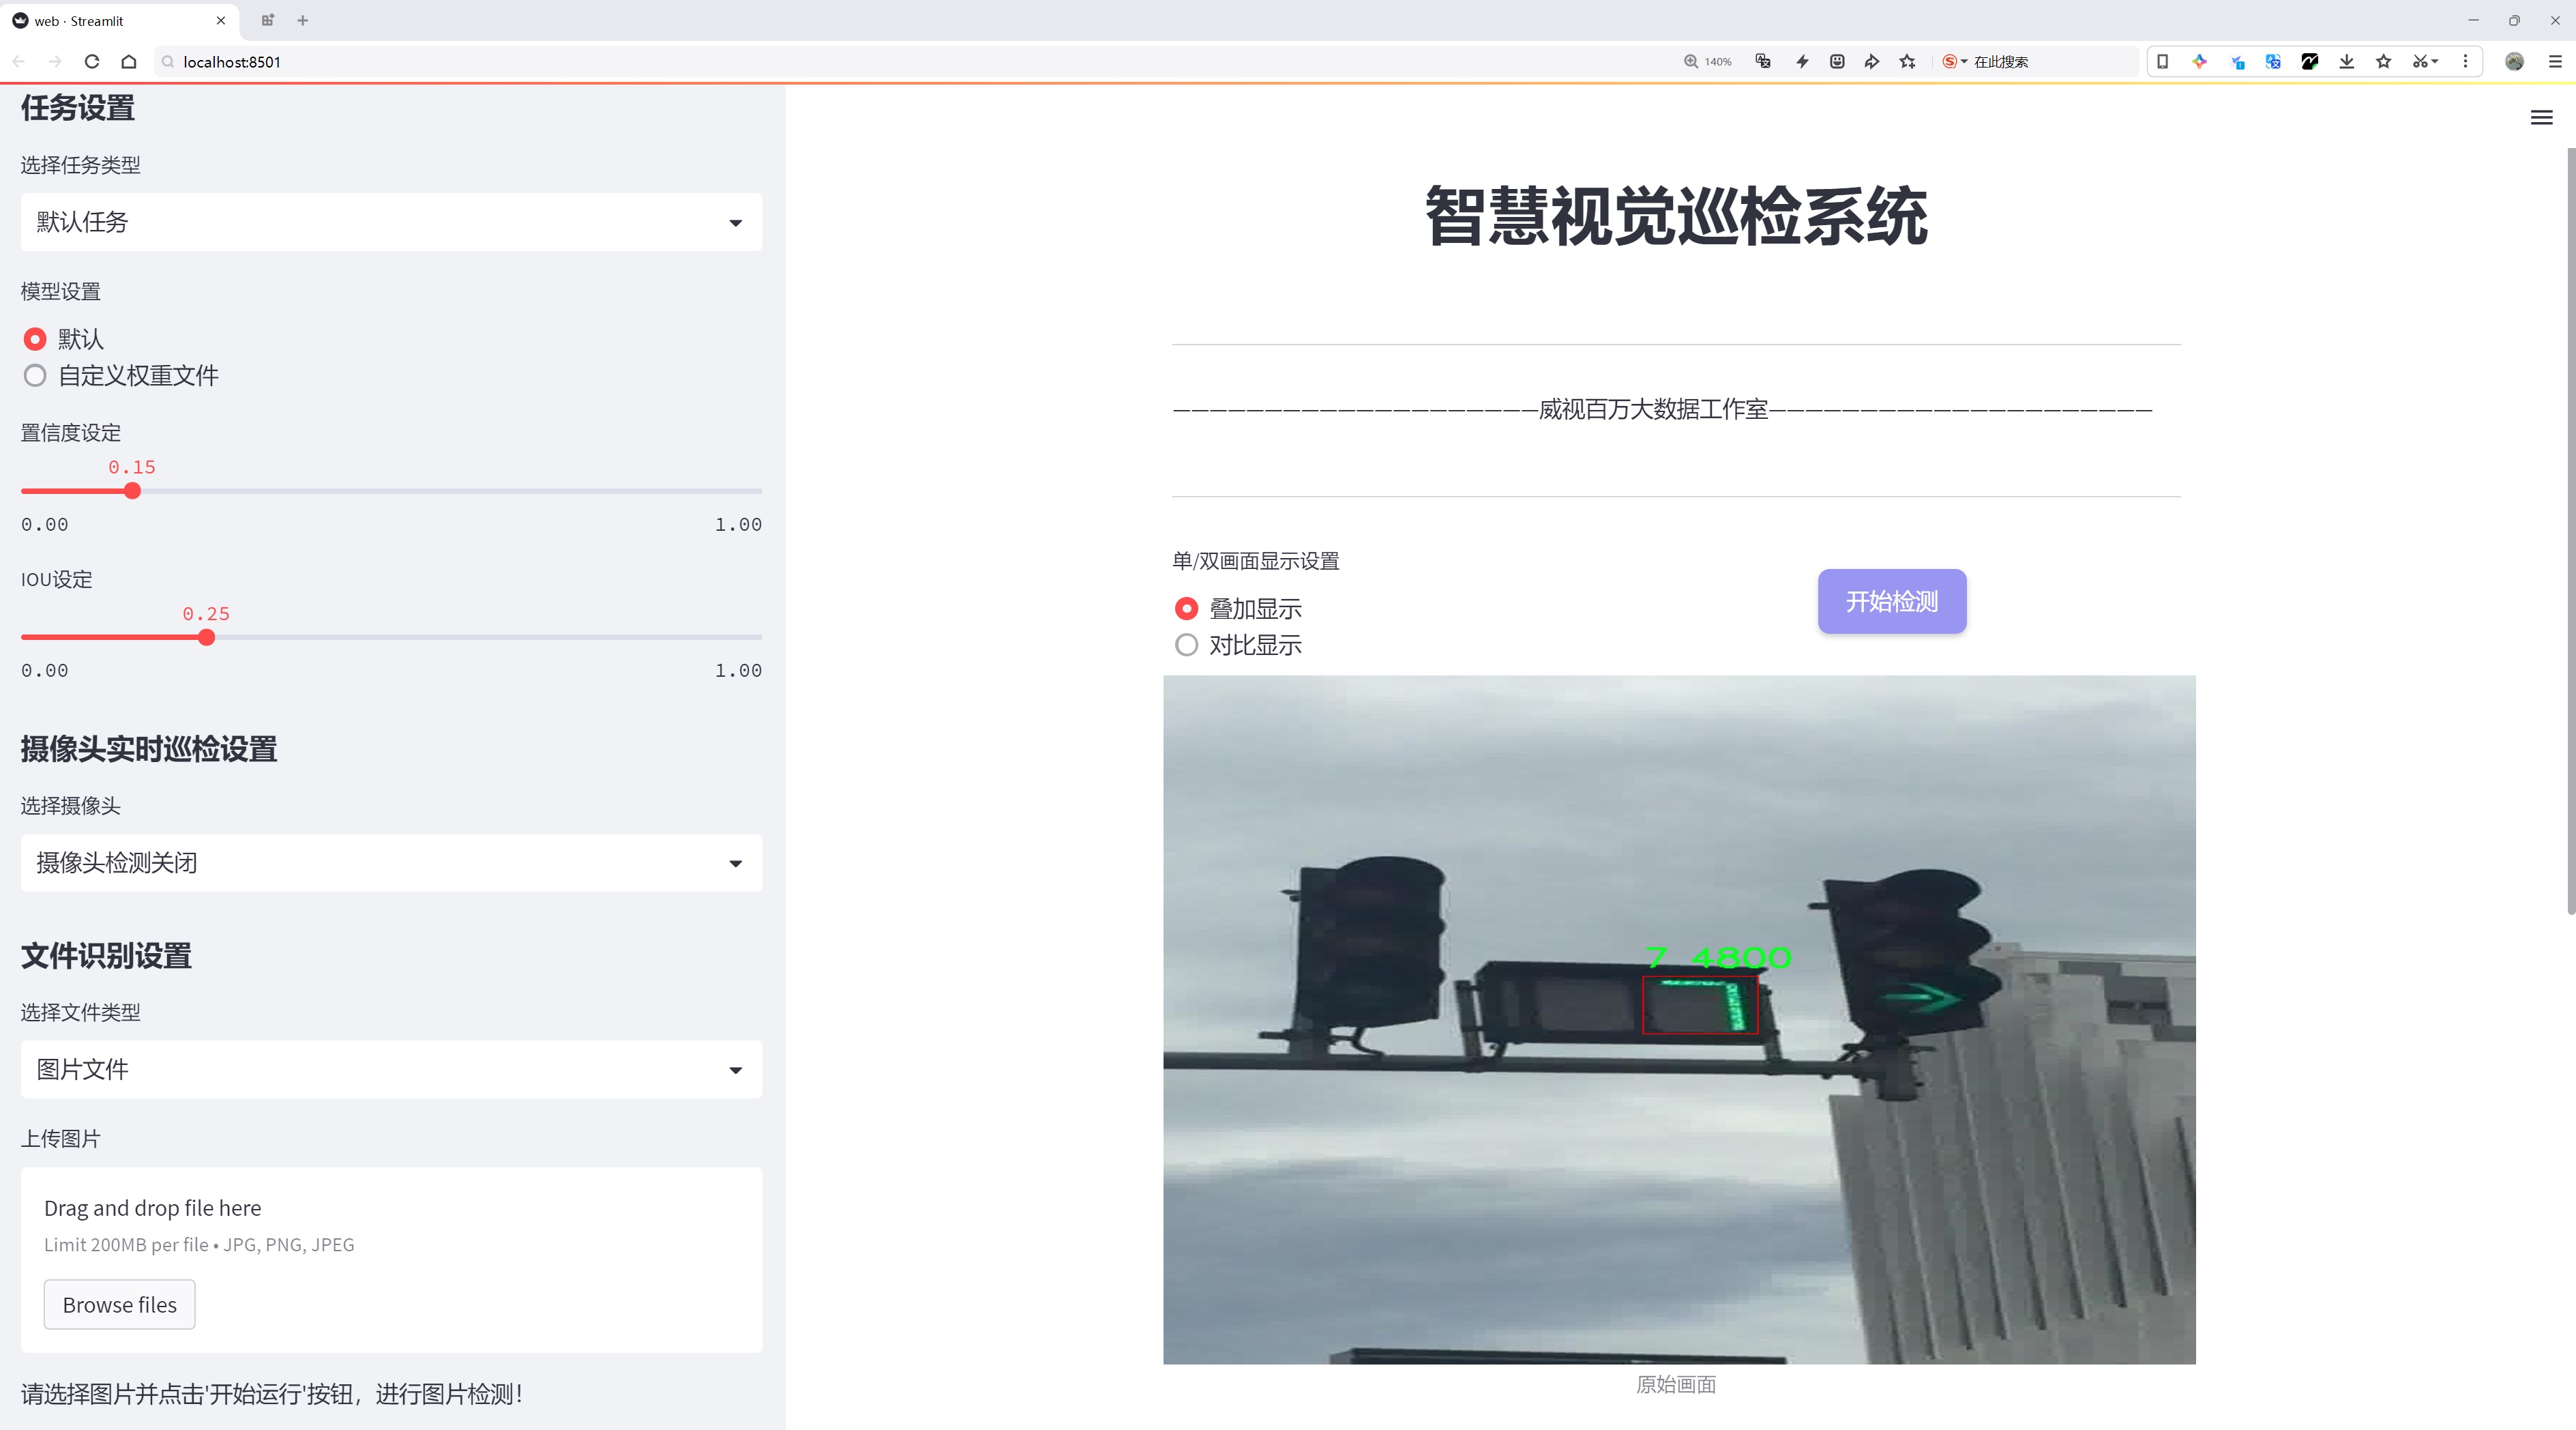 web · Streamlit
localhost:8501
140%
在此搜索
任务设置
选择任务类型
默认任务
模型设置
默认
自定义权重文件
置信度设定
0.15
0.00 1.00
IOU设定
0.25
0.00 1.00
摄像头实时巡检设置
选择摄像头
摄像头检测关闭
文件识别设置
选择文件类型
图片文件
上传图片
Drag and drop file here
Limit 200MB per file • JPG, PNG, JPEG
Browse files
请选择图片并点击'开始运行'按钮，进行图片检测！
智慧视觉巡检系统
————————————————————威视百万大数据工作室—————————————————————
单/双画面显示设置
叠加显示
对比显示
开始检测
7 4800
原始画面